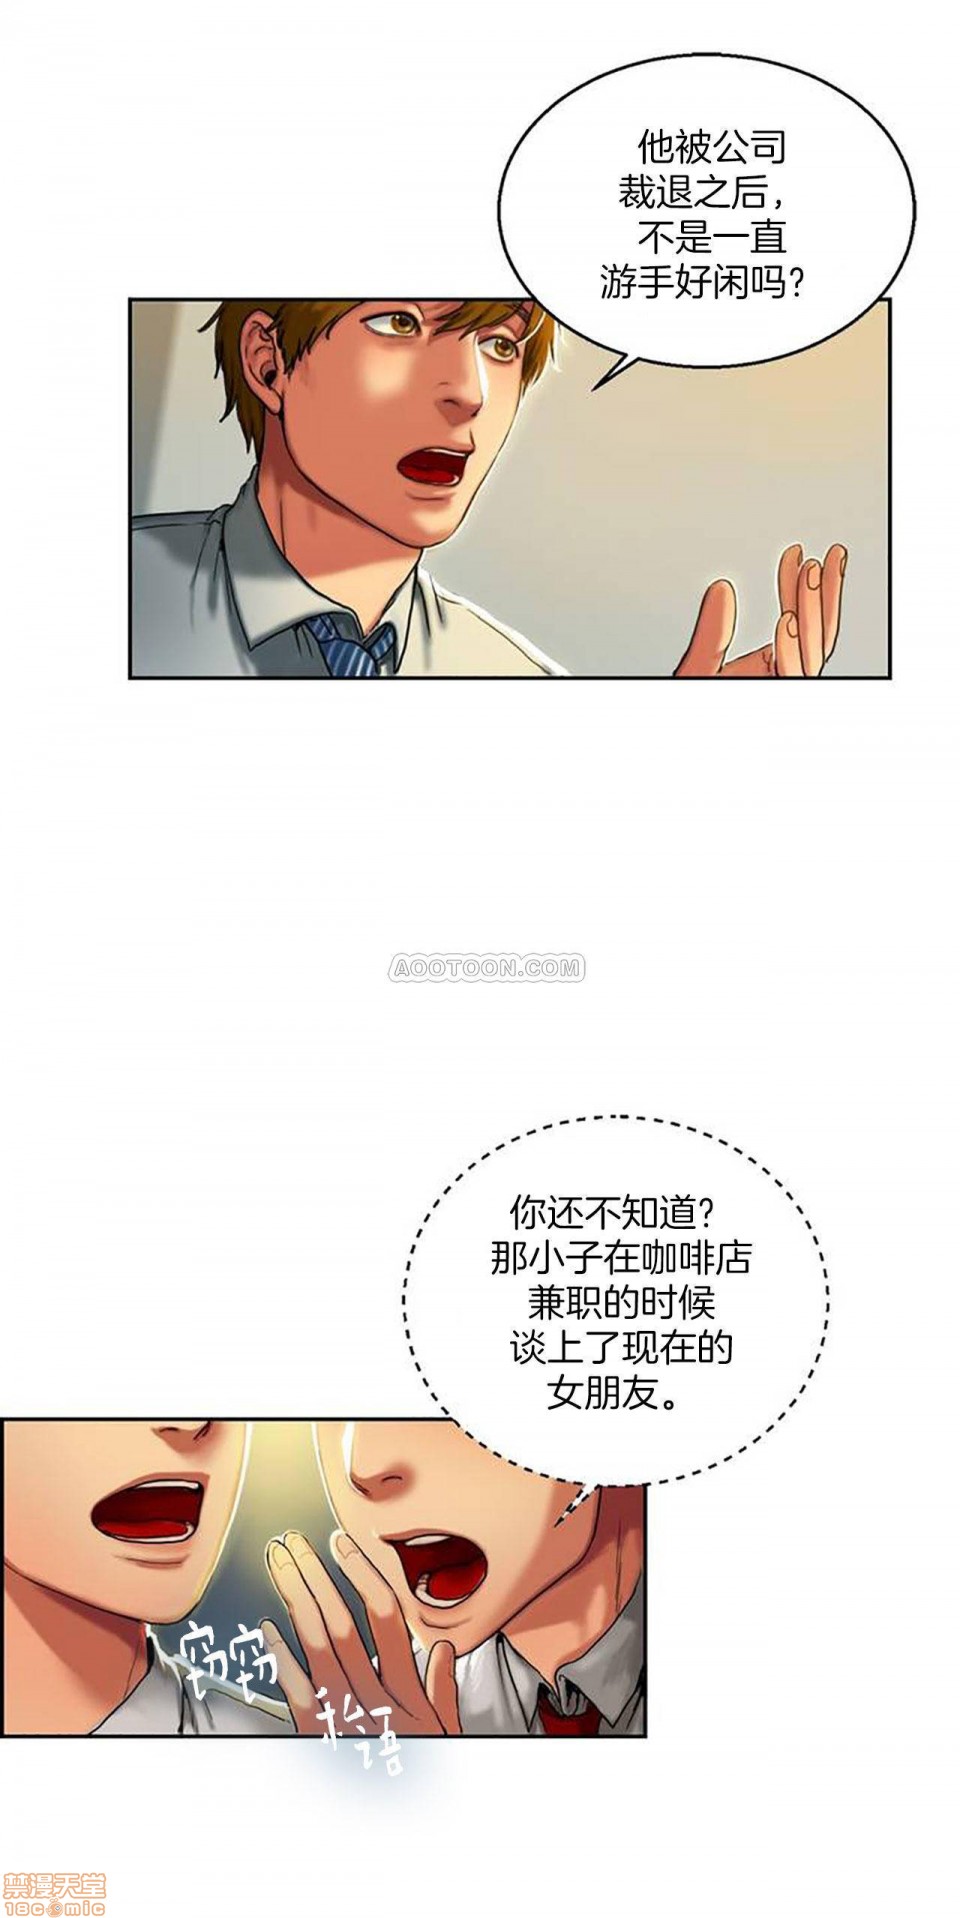 他被公司
裁退之后，
不是一直
游手好闲吗？
AOOTOON.COM
你还不知道？
那小子在咖啡店
兼职的时候
谈上了现在的
女朋友。
窃窃
私语
禁漫天堂
18comic